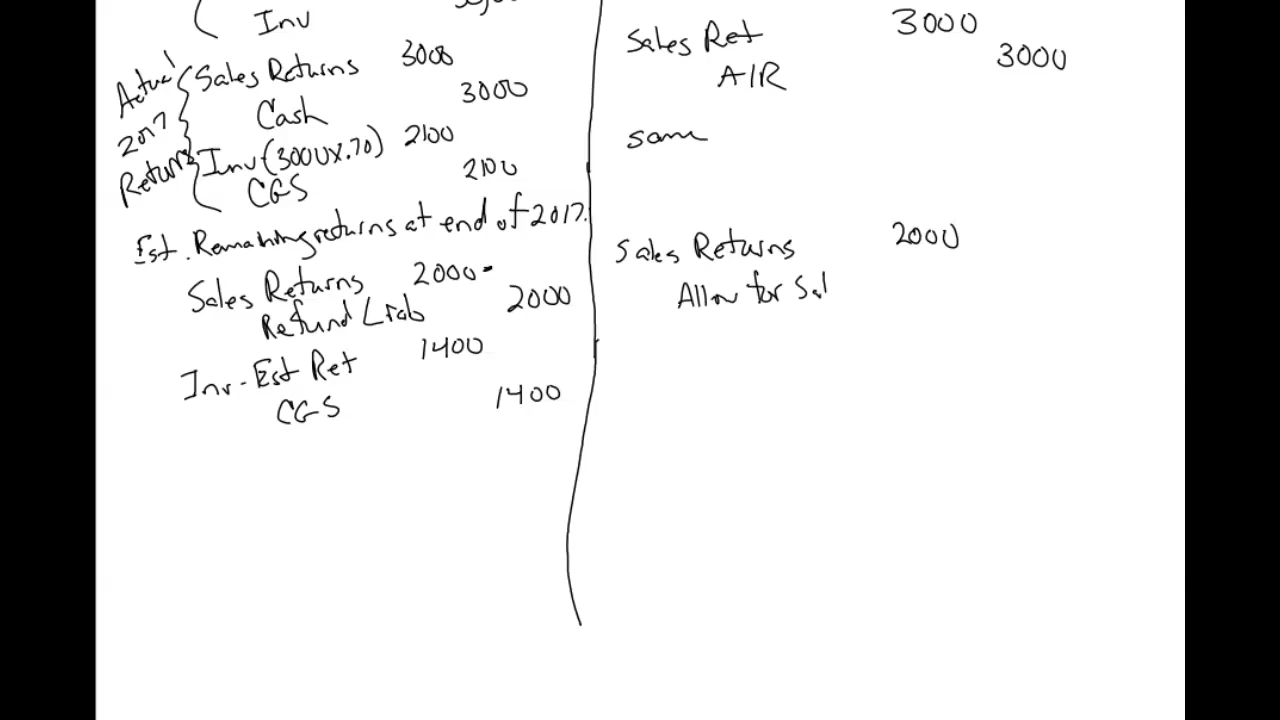 Inv
Actual
2017
Returns
Sales Returns 3000
Cash 3000
Inv (3000x.70) 2100
CGS 2100
Est. Remaining returns at end of 2017.
Sales Returns 2000
Refund Liab 2000
Inv - Est Ret 1400
CGS 1400
Sales Ret 3000
A/R 3000
same
Sales Returns 2000
Allow for Sal